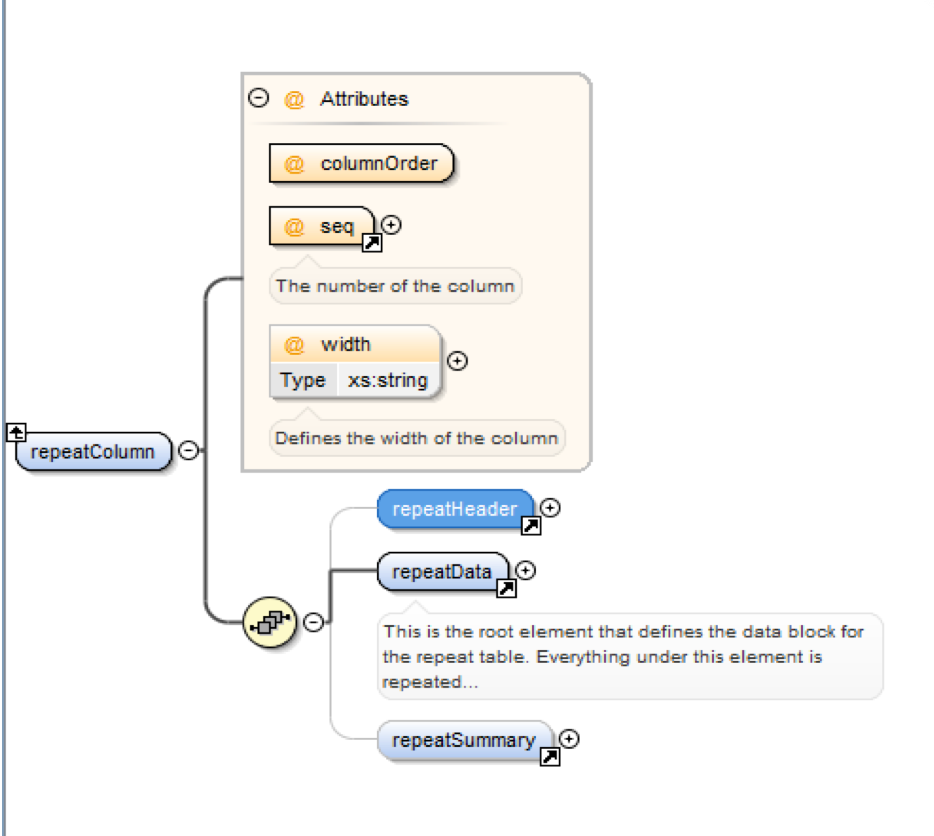 @ Attributes
@ columnOrder
@ seq
The number of the column
@ width
Type xs:string
Defines the width of the column
repeatColumn
repeatHeader
repeatData
This is the root element that defines the data block for
the repeat table. Everything under this element is
repeated...
repeatSummary